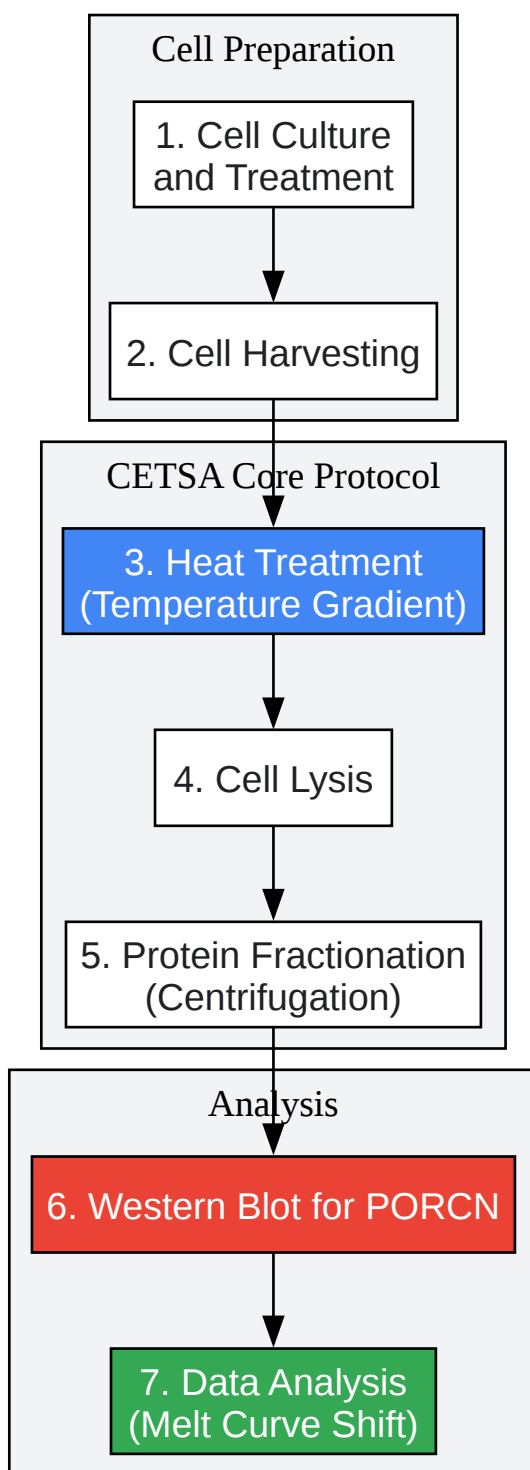 Cell Preparation
1. Cell Culture
and Treatment
2. Cell Harvesting
CETSA Core Protocol
3. Heat Treatment
(Temperature Gradient)
4. Cell Lysis
5. Protein Fractionation
(Centrifugation)
Analysis
6. Western Blot for PORCN
7. Data Analysis
(Melt Curve Shift)